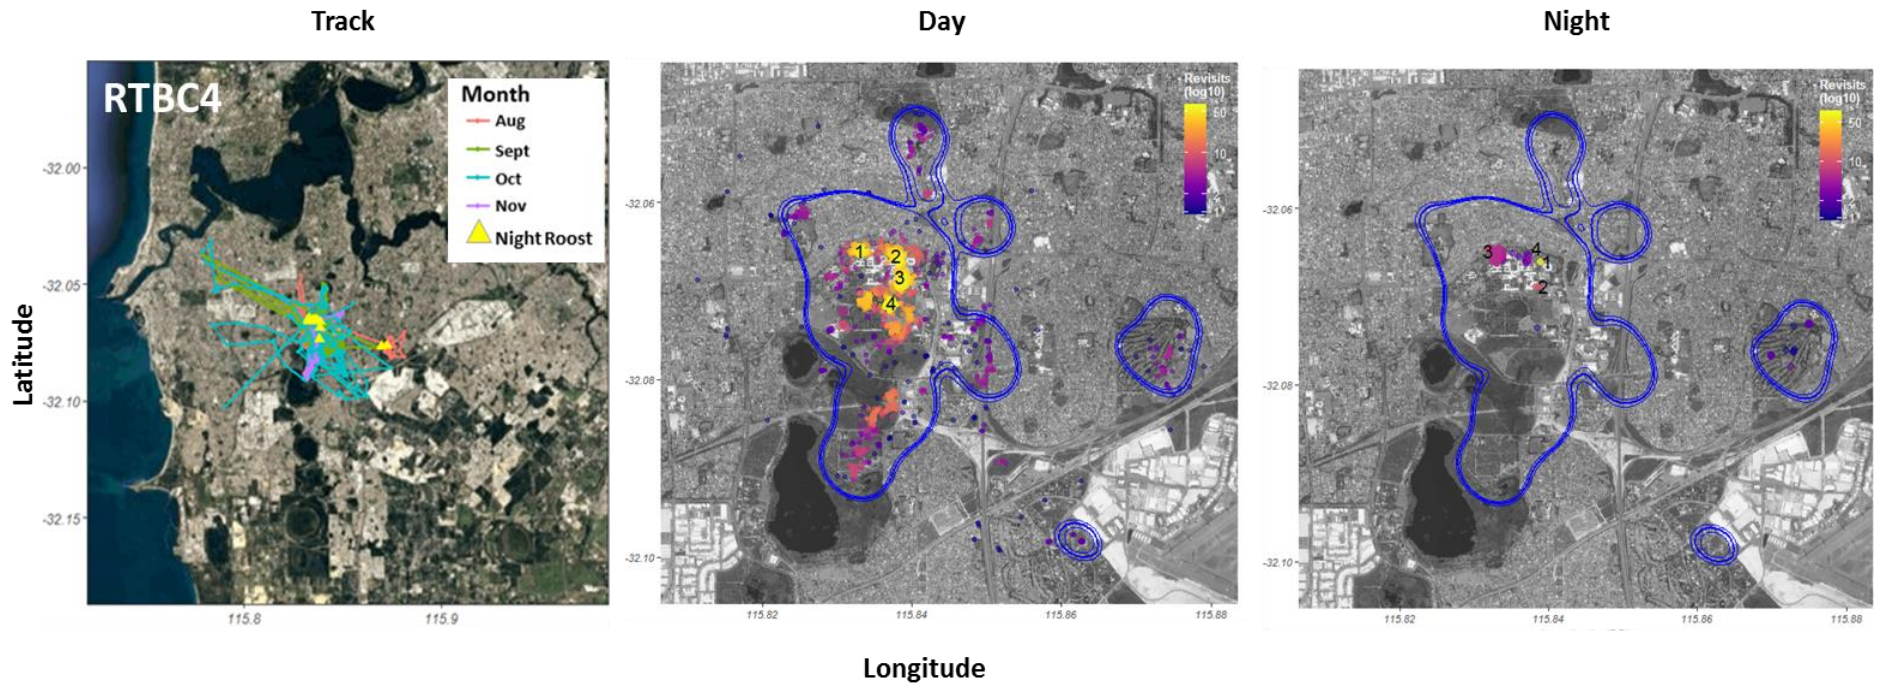 Track
Day
Night
RTBC4
Month
Aug
Sept
Oct
Nov
Night Roost
Latitude
-32.00
-32.05
-32.10
-32.15
115.8
115.9
Revisits
(log10)
50
10
-32.06
-32.08
-32.10
115.82
115.84
115.86
115.88
1
2
3
4
Revisits
(log10)
50
10
-32.06
-32.08
-32.10
115.82
115.84
115.86
115.88
3
4
1
2
Longitude